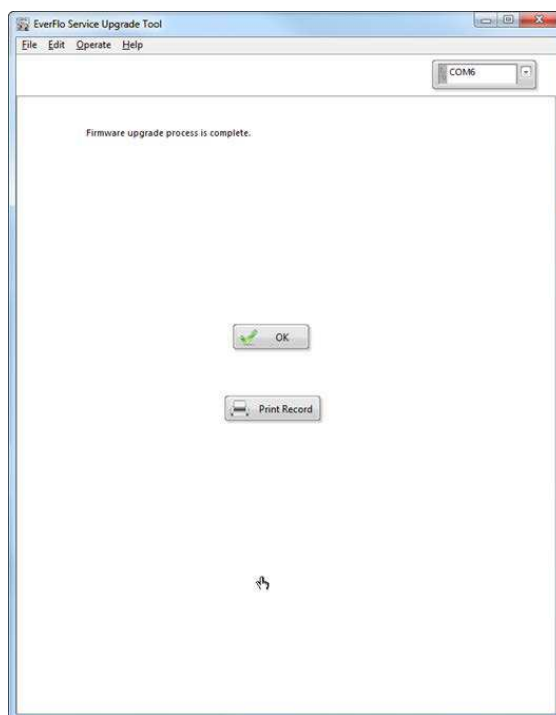 EverFlo Service Upgrade Tool
File Edit Operate Help
COM6
Firmware upgrade process is complete.
OK
Print Record